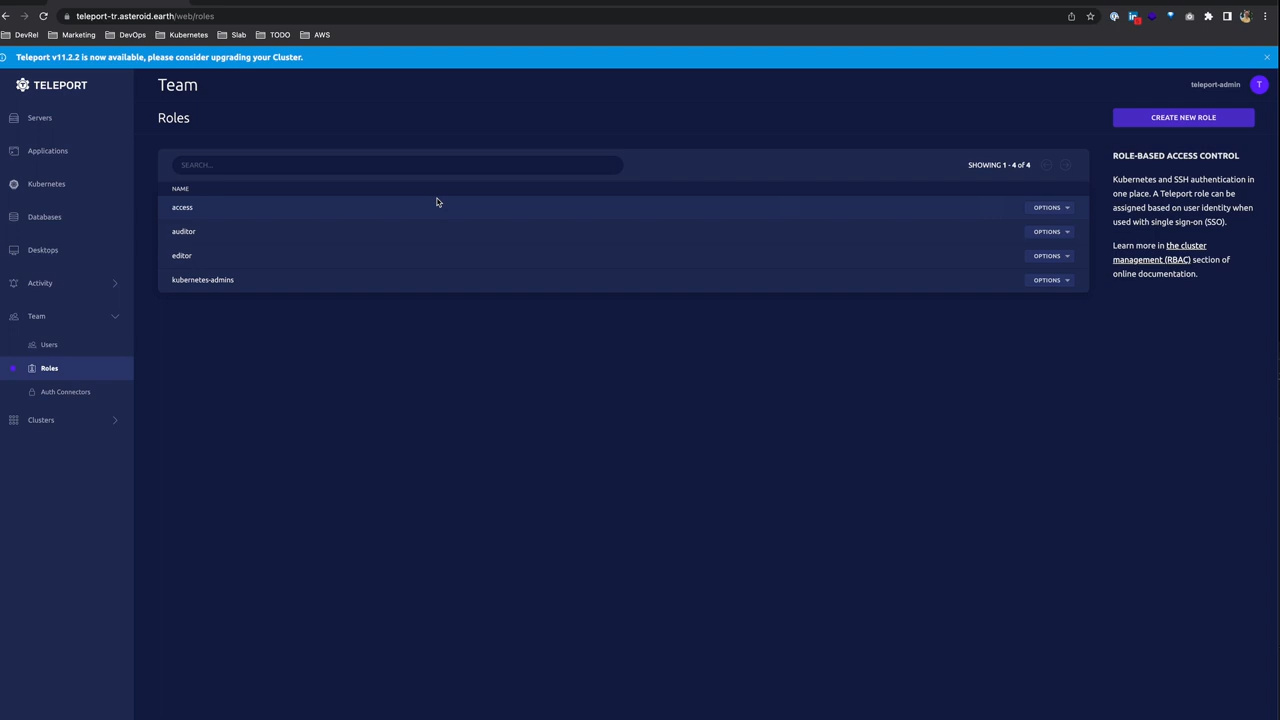 teleport-tr.asteroid.earth/web/roles
DevRel Marketing DevOps Kubernetes Slab TODO AWS
Teleport v11.2.2 is now available, please consider upgrading your Cluster.
TELEPORT
Team
teleport-admin T
Servers
Applications
Kubernetes
Databases
Desktops
Activity
Team
Users
Roles
Auth Connectors
Clusters
Roles
CREATE NEW ROLE
SEARCH...
SHOWING 1 - 4 of 4
NAME
access OPTIONS
auditor OPTIONS
editor OPTIONS
kubernetes-admins OPTIONS
ROLE-BASED ACCESS CONTROL
Kubernetes and SSH authentication in
one place. A Teleport role can be
assigned based on user identity when
used with single sign-on (SSO).
Learn more in the cluster
management (RBAC) section of
online documentation.